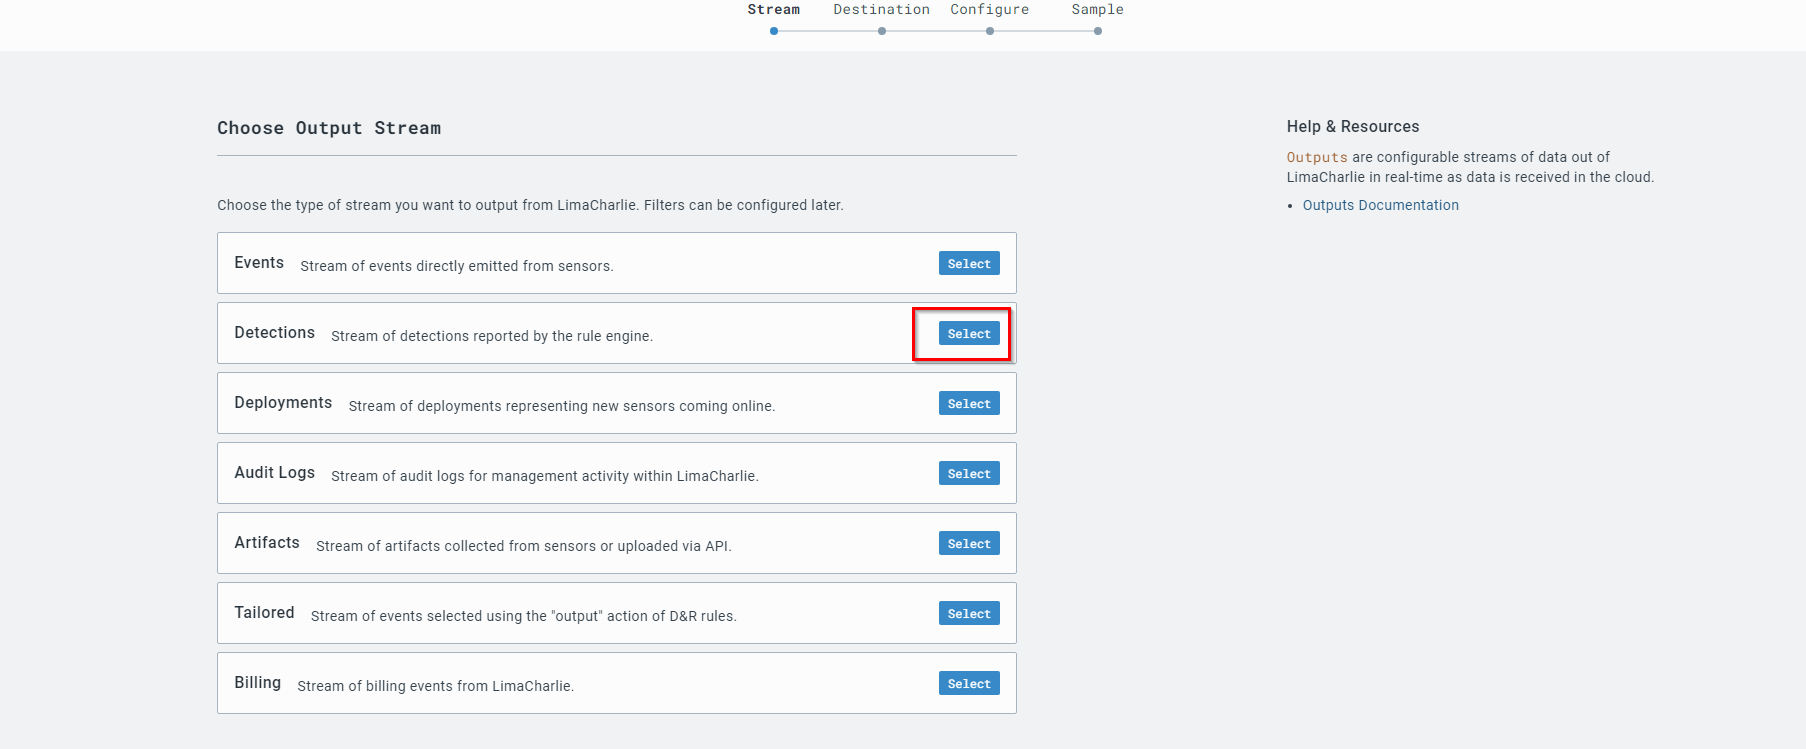 Stream Destination Configure Sample
Choose Output Stream
Choose the type of stream you want to output from LimaCharlie. Filters can be configured later.
Events Stream of events directly emitted from sensors. Select
Detections Stream of detections reported by the rule engine. Select
Deployments Stream of deployments representing new sensors coming online. Select
Audit Logs Stream of audit logs for management activity within LimaCharlie. Select
Artifacts Stream of artifacts collected from sensors or uploaded via API. Select
Tailored Stream of events selected using the "output" action of D&R rules. Select
Billing Stream of billing events from LimaCharlie. Select
Help & Resources
Outputs are configurable streams of data out of
LimaCharlie in real-time as data is received in the cloud.
• Outputs Documentation